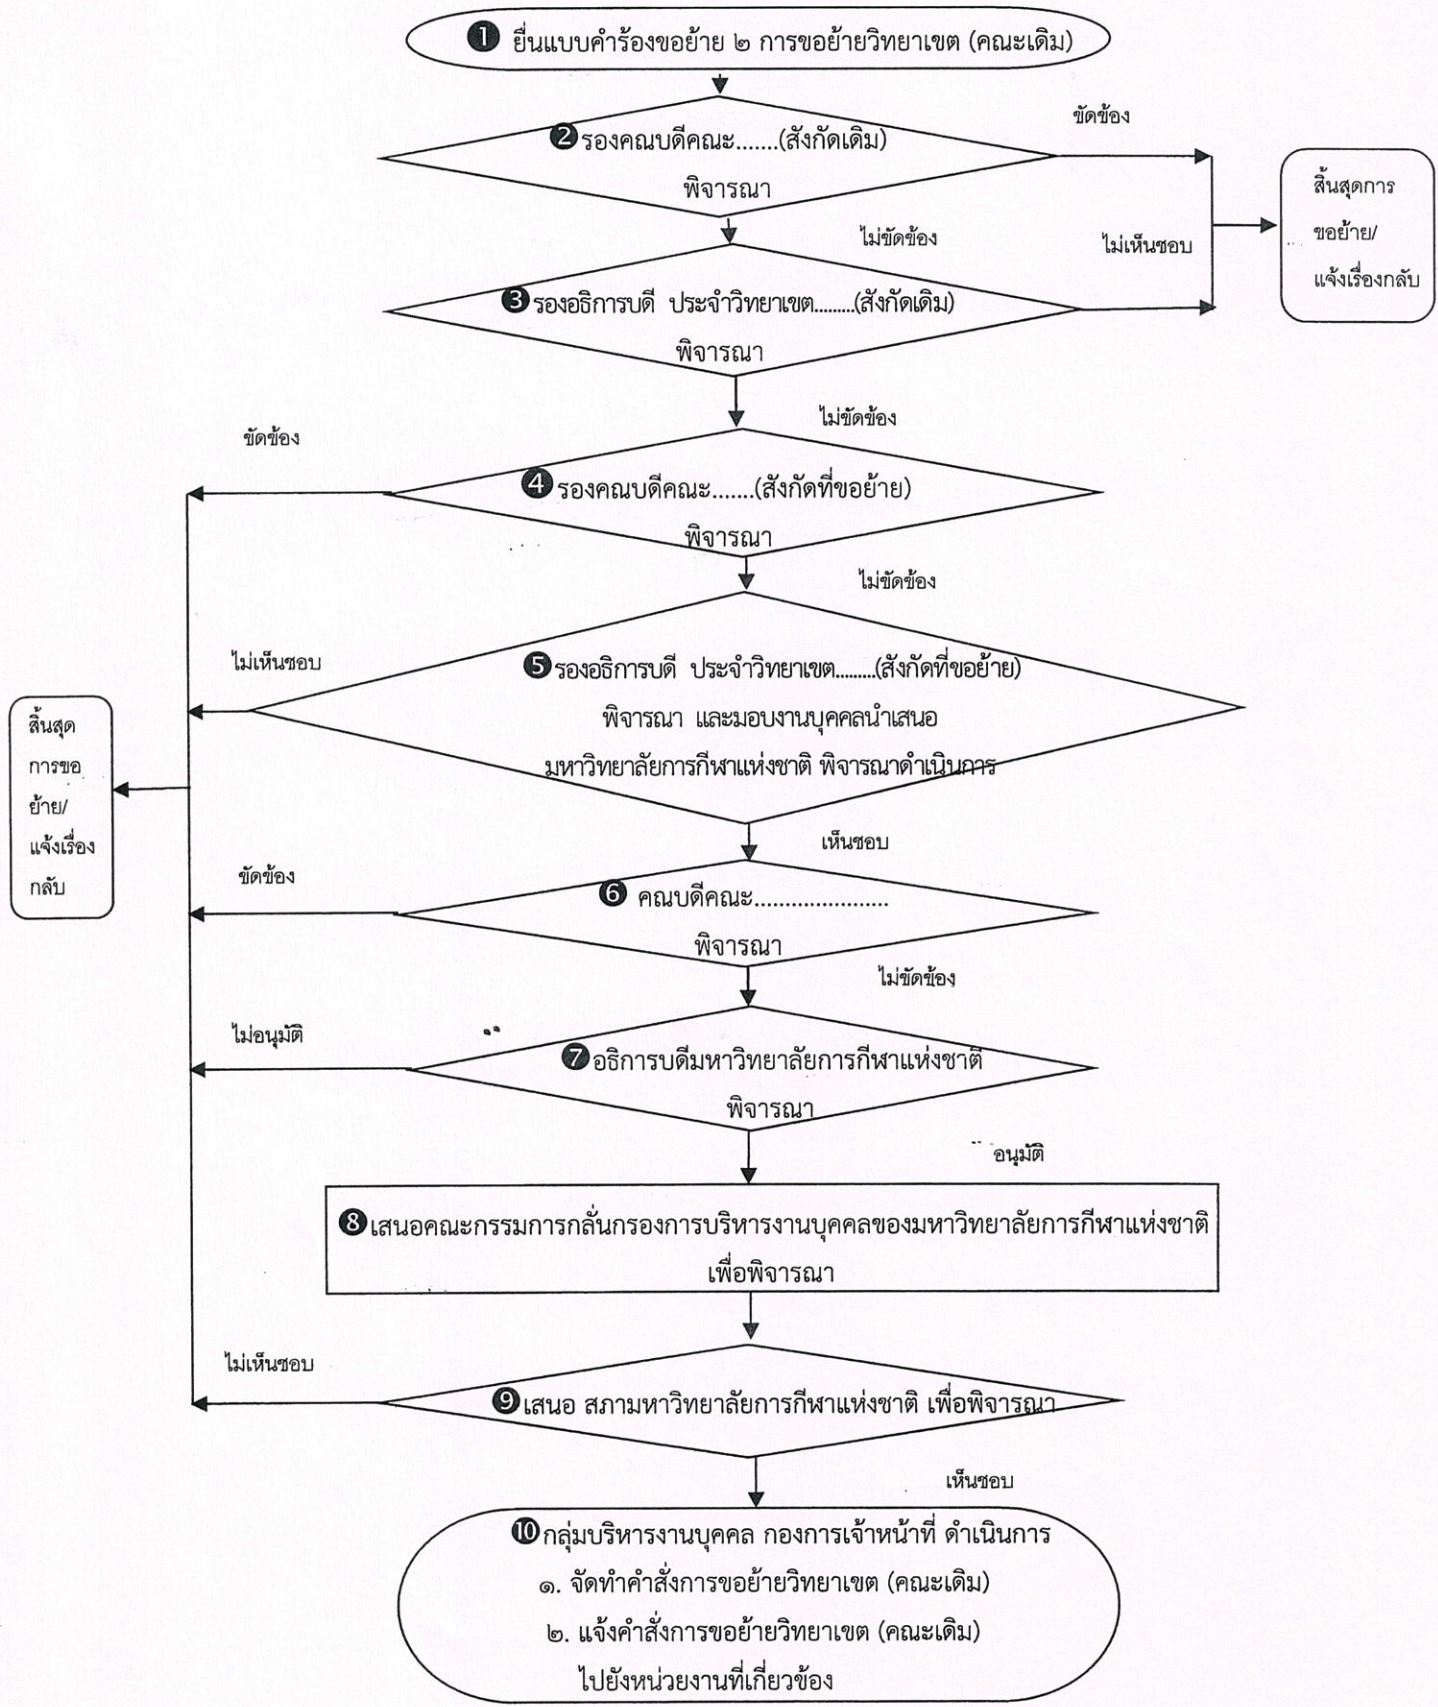 ❶ ยื่นแบบคำร้องขอย้าย ๒ การขอย้ายวิทยาเขต (คณะเดิม)
❷รองคณบดีคณะ.......(สังกัดเดิม)
พิจารณา
ขัดข้อง
ไม่ขัดข้อง
ไม่เห็นชอบ
สิ้นสุดการ
ขอย้าย/
แจ้งเรื่องกลับ
❸รองอธิการบดี ประจำวิทยาเขต.........(สังกัดเดิม)
พิจารณา
ไม่ขัดข้อง
ขัดข้อง
❹รองคณบดีคณะ.......(สังกัดที่ขอย้าย)
พิจารณา
ไม่ขัดข้อง
ไม่เห็นชอบ
❺รองอธิการบดี ประจำวิทยาเขต.........(สังกัดที่ขอย้าย)
พิจารณา และมอบงานบุคคลนำเสนอ
มหาวิทยาลัยการกีฬาแห่งชาติ พิจารณาดำเนินการ
สิ้นสุด
การขอ
ย้าย/
แจ้งเรื่อง
กลับ
เห็นชอบ
ขัดข้อง
❻ คณบดีคณะ......................
พิจารณา
ไม่ขัดข้อง
ไม่อนุมัติ
❼อธิการบดีมหาวิทยาลัยการกีฬาแห่งชาติ
พิจารณา
อนุมัติ
❽เสนอคณะกรรมการกลั่นกรองการบริหารงานบุคคลของมหาวิทยาลัยการกีฬาแห่งชาติ
เพื่อพิจารณา
ไม่เห็นชอบ
❾เสนอ สภามหาวิทยาลัยการกีฬาแห่งชาติ เพื่อพิจารณา
เห็นชอบ
❿กลุ่มบริหารงานบุคคล กองการเจ้าหน้าที่ ดำเนินการ
๑. จัดทำคำสั่งการขอย้ายวิทยาเขต (คณะเดิม)
๒. แจ้งคำสั่งการขอย้ายวิทยาเขต (คณะเดิม)
ไปยังหน่วยงานที่เกี่ยวข้อง